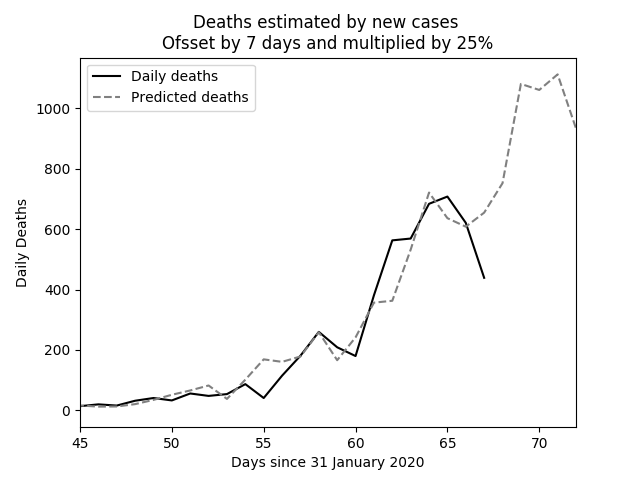 Deaths estimated by new cases
Ofsset by 7 days and multiplied by 25%
Daily deaths
Predicted deaths
1000
800
600
400
200
0
Daily Deaths
45 50 55 60 65 70
Days since 31 January 2020